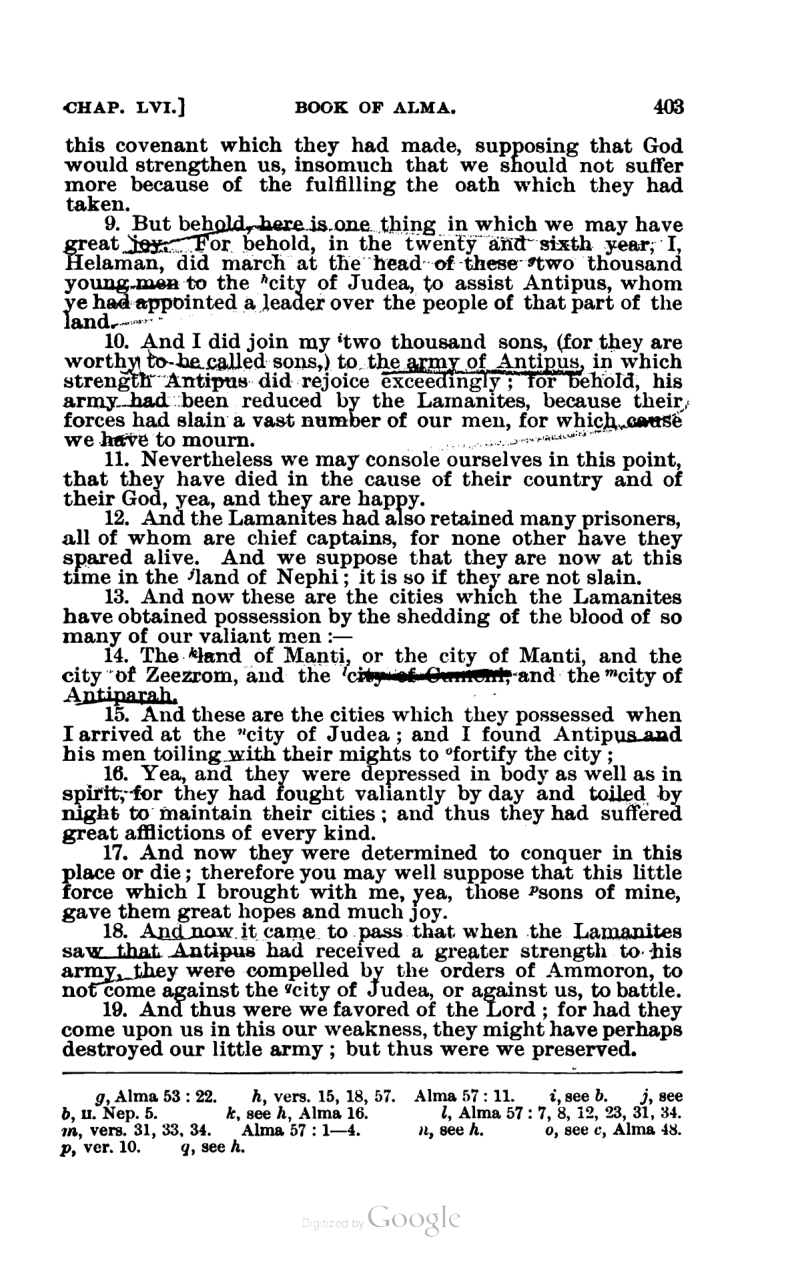 CHAP. LVI.] BOOK OF ALMA. 403
this covenant which they had made, supposing that God
would strengthen us, insomuch that we should not suffer
more because of the fulfilling the oath which they had
taken.
9. But behold, here is one thing in which we may have
great joy. For behold, in the twenty and sixth year, I,
Helaman, did march at the head of these ᵍtwo thousand
young men to the ʰcity of Judea, to assist Antipus, whom
ye had appointed a leader over the people of that part of the
land.
10. And I did join my ⁱtwo thousand sons, (for they are
worthy to be called sons,) to the army of Antipus, in which
strength Antipus did rejoice exceedingly; for behold, his
army had been reduced by the Lamanites, because their
forces had slain a vast number of our men, for which cause
we have to mourn.
11. Nevertheless we may console ourselves in this point,
that they have died in the cause of their country and of
their God, yea, and they are happy.
12. And the Lamanites had also retained many prisoners,
all of whom are chief captains, for none other have they
spared alive. And we suppose that they are now at this
time in the ʲland of Nephi; it is so if they are not slain.
13. And now these are the cities which the Lamanites
have obtained possession by the shedding of the blood of so
many of our valiant men:—
14. The ᵏland of Manti, or the city of Manti, and the
city of Zeezrom, and the ˡcity of Cumeni, and the ᵐcity of
Antiparah.
15. And these are the cities which they possessed when
I arrived at the ⁿcity of Judea; and I found Antipus and
his men toiling with their mights to ᵒfortify the city;
16. Yea, and they were depressed in body as well as in
spirit, for they had fought valiantly by day and toiled by
night to maintain their cities; and thus they had suffered
great afflictions of every kind.
17. And now they were determined to conquer in this
place or die; therefore you may well suppose that this little
force which I brought with me, yea, those ᵖsons of mine,
gave them great hopes and much joy.
18. And now it came to pass that when the Lamanites
saw that Antipus had received a greater strength to his
army, they were compelled by the orders of Ammoron, to
not come against the qcity of Judea, or against us, to battle.
19. And thus were we favored of the Lord; for had they
come upon us in this our weakness, they might have perhaps
destroyed our little army; but thus were we preserved.
g, Alma 53 : 22. h, vers. 15, 18, 57. Alma 57 : 11. i, see b. j, see
b, II. Nep. 5. k, see h, Alma 16. l, Alma 57 : 7, 8, 12, 23, 31, 34.
m, vers. 31, 33, 34. Alma 57 : 1—4. n, see h. o, see c, Alma 48.
p, ver. 10. q, see h.
Digitized by Google